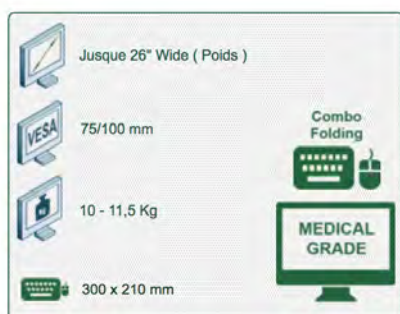 Jusque 26" Wide ( Poids )
VESA
75/100 mm
10 - 11,5 Kg
300 x 210 mm
Combo
Folding
MEDICAL
GRADE